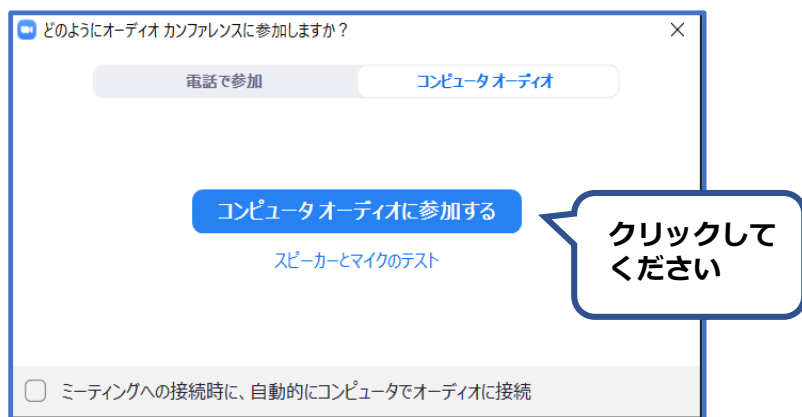 どのようにオーディオ カンファレンスに参加しますか？
電話で参加
コンピュータ オーディオ
コンピュータ オーディオに参加する
スピーカーとマイクのテスト
クリックして
ください
ミーティングへの接続時に、自動的にコンピュータでオーディオに接続